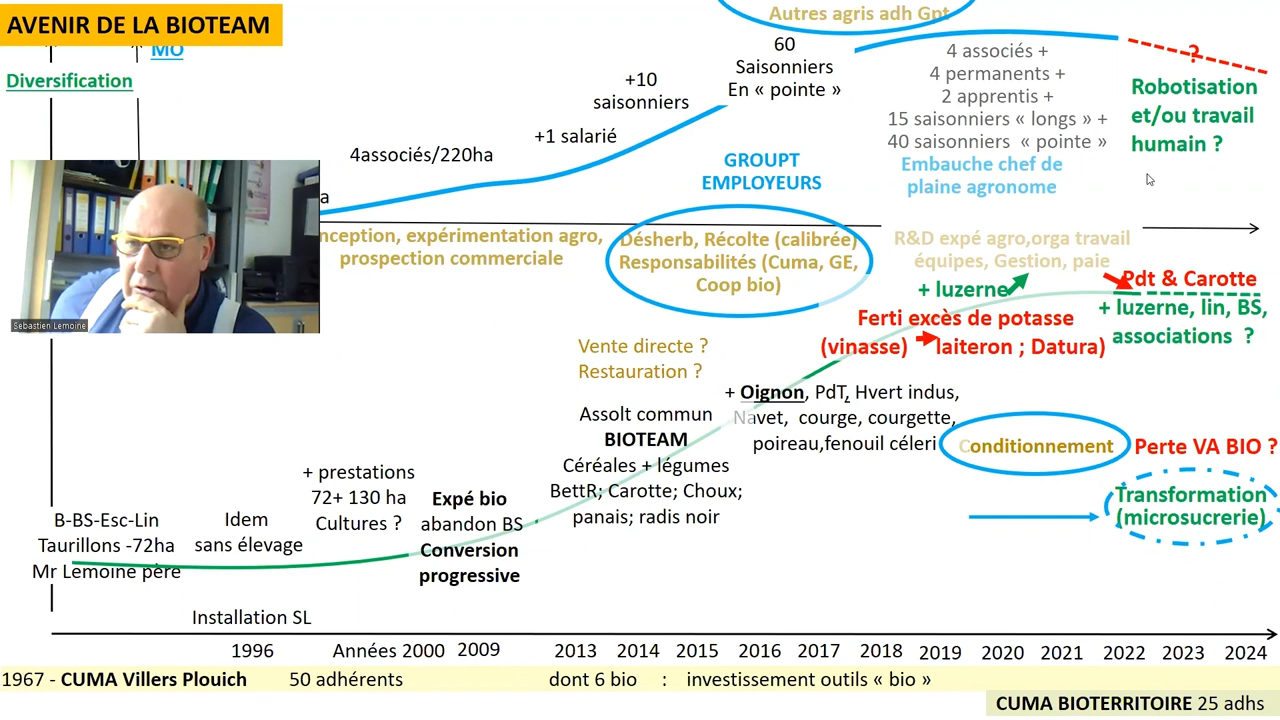 AVENIR DE LA BIOTEAM
MO
Diversification
Autres agris adh Gpt
60
Saisonniers
En « pointe »
+10
saisonniers
+1 salarié
4associés/220ha
a
4 associés +
4 permanents +
2 apprentis +
15 saisonniers « longs » +
40 saisonniers « pointe »
Embauche chef de
plaine agronome
?
Robotisation
et/ou travail
humain ?
GROUPT
EMPLOYEURS
nception, expérimentation agro,
prospection commerciale
Désherb, Récolte (calibrée)
Responsabilités (Cuma, GE,
Coop bio)
R&D expé agro,orga travail
équipes, Gestion, paie
+ luzerne
Pdt & Carotte
+ luzerne, lin, BS,
associations ?
Ferti excès de potasse
(vinasse) laiteron ; Datura)
Sebastien Lemoine
Vente directe ?
Restauration ?
+ Oignon, PdT, Hvert indus,
Navet, courge, courgette,
poireau,fenouil céleri
Assolt commun
BIOTEAM
Céréales + légumes
BettR; Carotte; Choux;
panais; radis noir
Conditionnement
Perte VA BIO ?
Transformation
(microsucrerie)
+ prestations
72+ 130 ha
Cultures ?
Expé bio
abandon BS
Conversion
progressive
B-BS-Esc-Lin
Taurillons -72ha
Mr Lemoine père
Idem
sans élevage
Installation SL
1996 Années 2000 2009 2013 2014 2015 2016 2017 2018 2019 2020 2021 2022 2023 2024
1967 - CUMA Villers Plouich 50 adhérents dont 6 bio : investissement outils « bio »
CUMA BIOTERRITOIRE 25 adhs